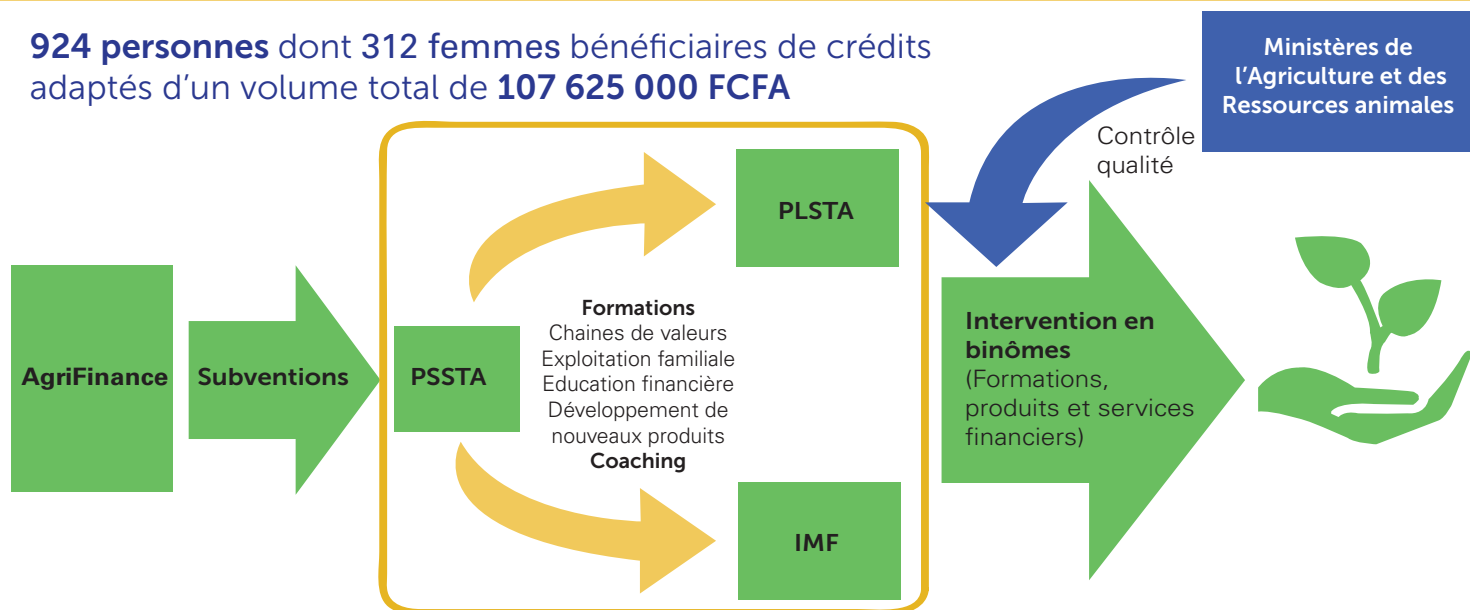 924 personnes dont 312 femmes bénéficiaires de crédits
adaptés d'un volume total de 107 625 000 FCFA
Ministères de
l'Agriculture et des
Ressources animales
Contrôle
qualité
AgriFinance
Subventions
PSSTA
PLSTA
Formations
Chaines de valeurs
Exploitation familiale
Education financière
Développement de
nouveaux produits
Coaching
IMF
Intervention en
binômes
(Formations,
produits et services
financiers)